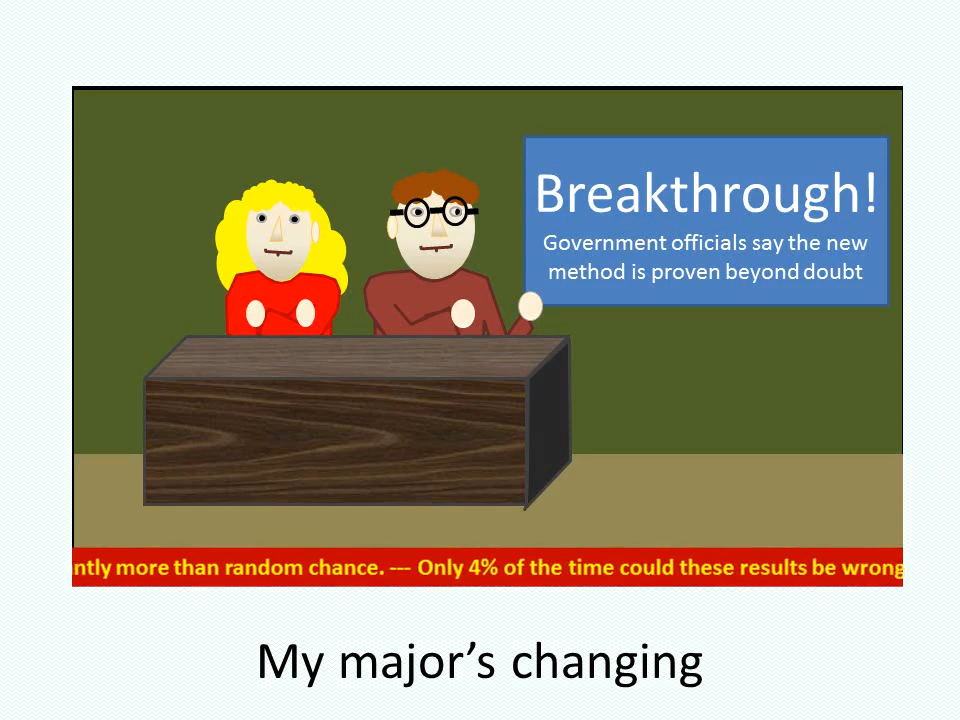 Breakthrough!
Government officials say the new
method is proven beyond doubt
ntly more than random chance. --- Only 4% of the time could these results be wrong
My major’s changing